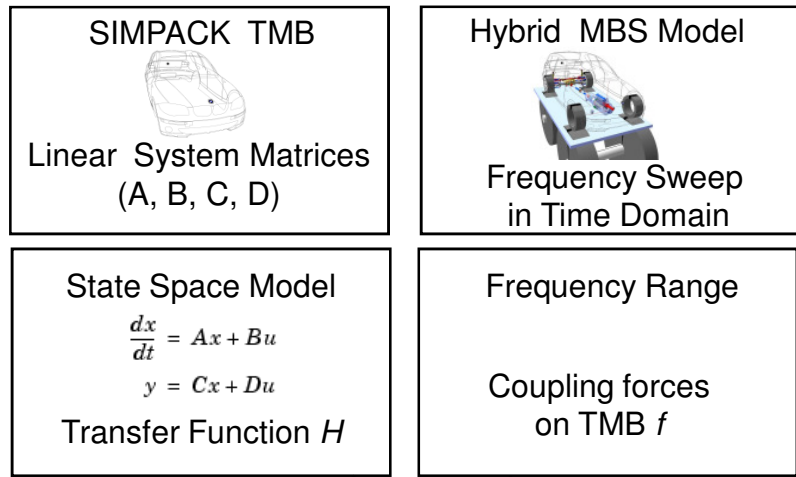 SIMPACK TMB
Linear System Matrices
(A, B, C, D)
Hybrid MBS Model
Frequency Sweep
in Time Domain
State Space Model
dx/dt = Ax + Bu
y = Cx + Du
Transfer Function H
Frequency Range
Coupling forces
on TMB f